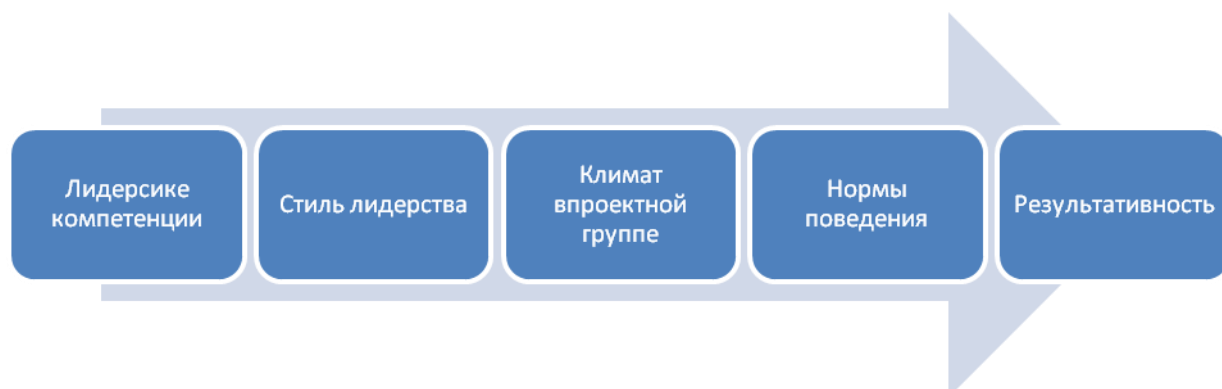 Лидерсике
компетенции
Стиль лидерства
Климат
впроектной
группе
Нормы
поведения
Результативность